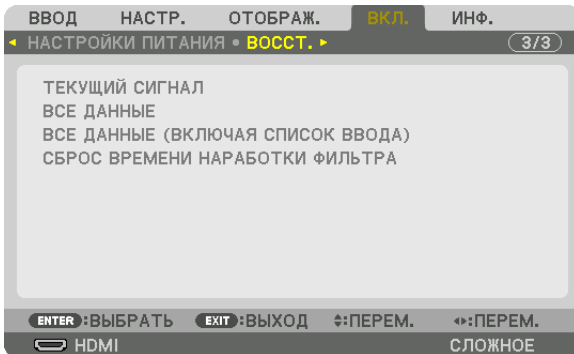 ВВОД НАСТР. ОТОБРАЖ. ВКЛ. ИНФ.
НАСТРОЙКИ ПИТАНИЯ • ВОССТ. 3/3
ТЕКУЩИЙ СИГНАЛ
ВСЕ ДАННЫЕ
ВСЕ ДАННЫЕ (ВКЛЮЧАЯ СПИСОК ВВОДА)
СБРОС ВРЕМЕНИ НАРАБОТКИ ФИЛЬТРА
ENTER:ВЫБРАТЬ EXIT:ВЫХОД :ПЕРЕМ. :ПЕРЕМ.
HDMI СЛОЖНОЕ